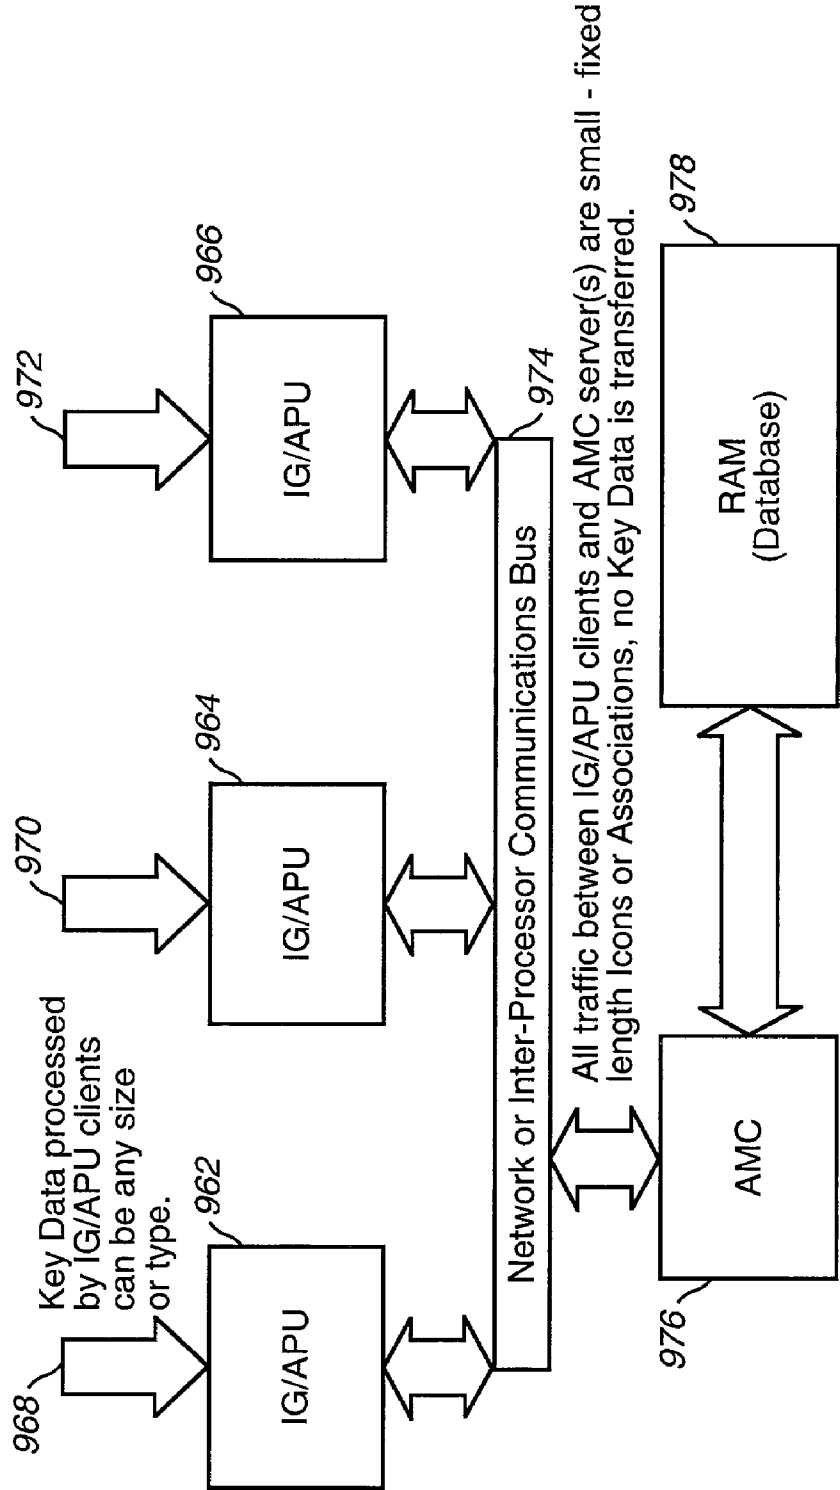 968
Key Data processed
by IG/APU clients
can be any size
or type.
970
972
962
964
966
IG/APU
IG/APU
IG/APU
974
Network or Inter-Processor Communications Bus
All traffic between IG/APU clients and AMC server(s) are small - fixed
length Icons or Associations, no Key Data is transferred.
976
AMC
978
RAM
(Database)